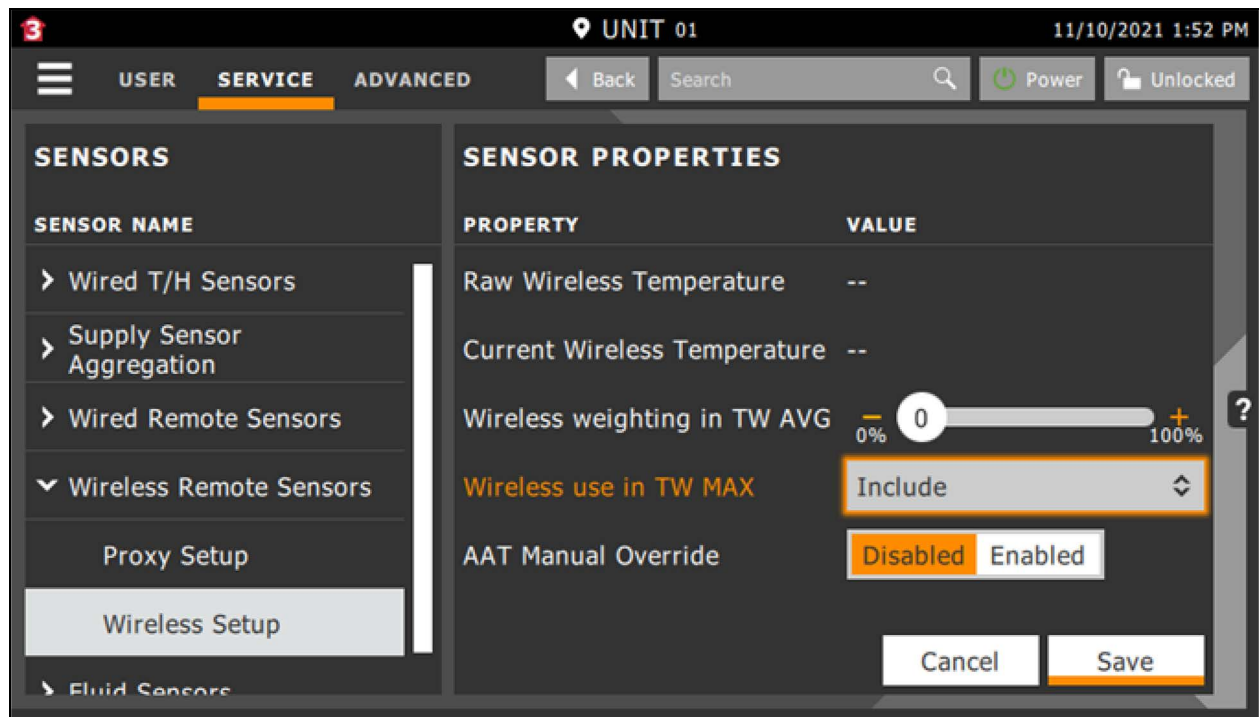 3
UNIT 01
11/10/2021 1:52 PM
USER SERVICE ADVANCED
Back
Search
Power
Unlocked
SENSORS
SENSOR NAME
Wired T/H Sensors
Supply Sensor
Aggregation
Wired Remote Sensors
Wireless Remote Sensors
Proxy Setup
Wireless Setup
Fluid Sensors
SENSOR PROPERTIES
PROPERTY VALUE
Raw Wireless Temperature --
Current Wireless Temperature --
Wireless weighting in TW AVG − 0 +
0% 100%
Wireless use in TW MAX Include
AAT Manual Override Disabled Enabled
Cancel Save
?